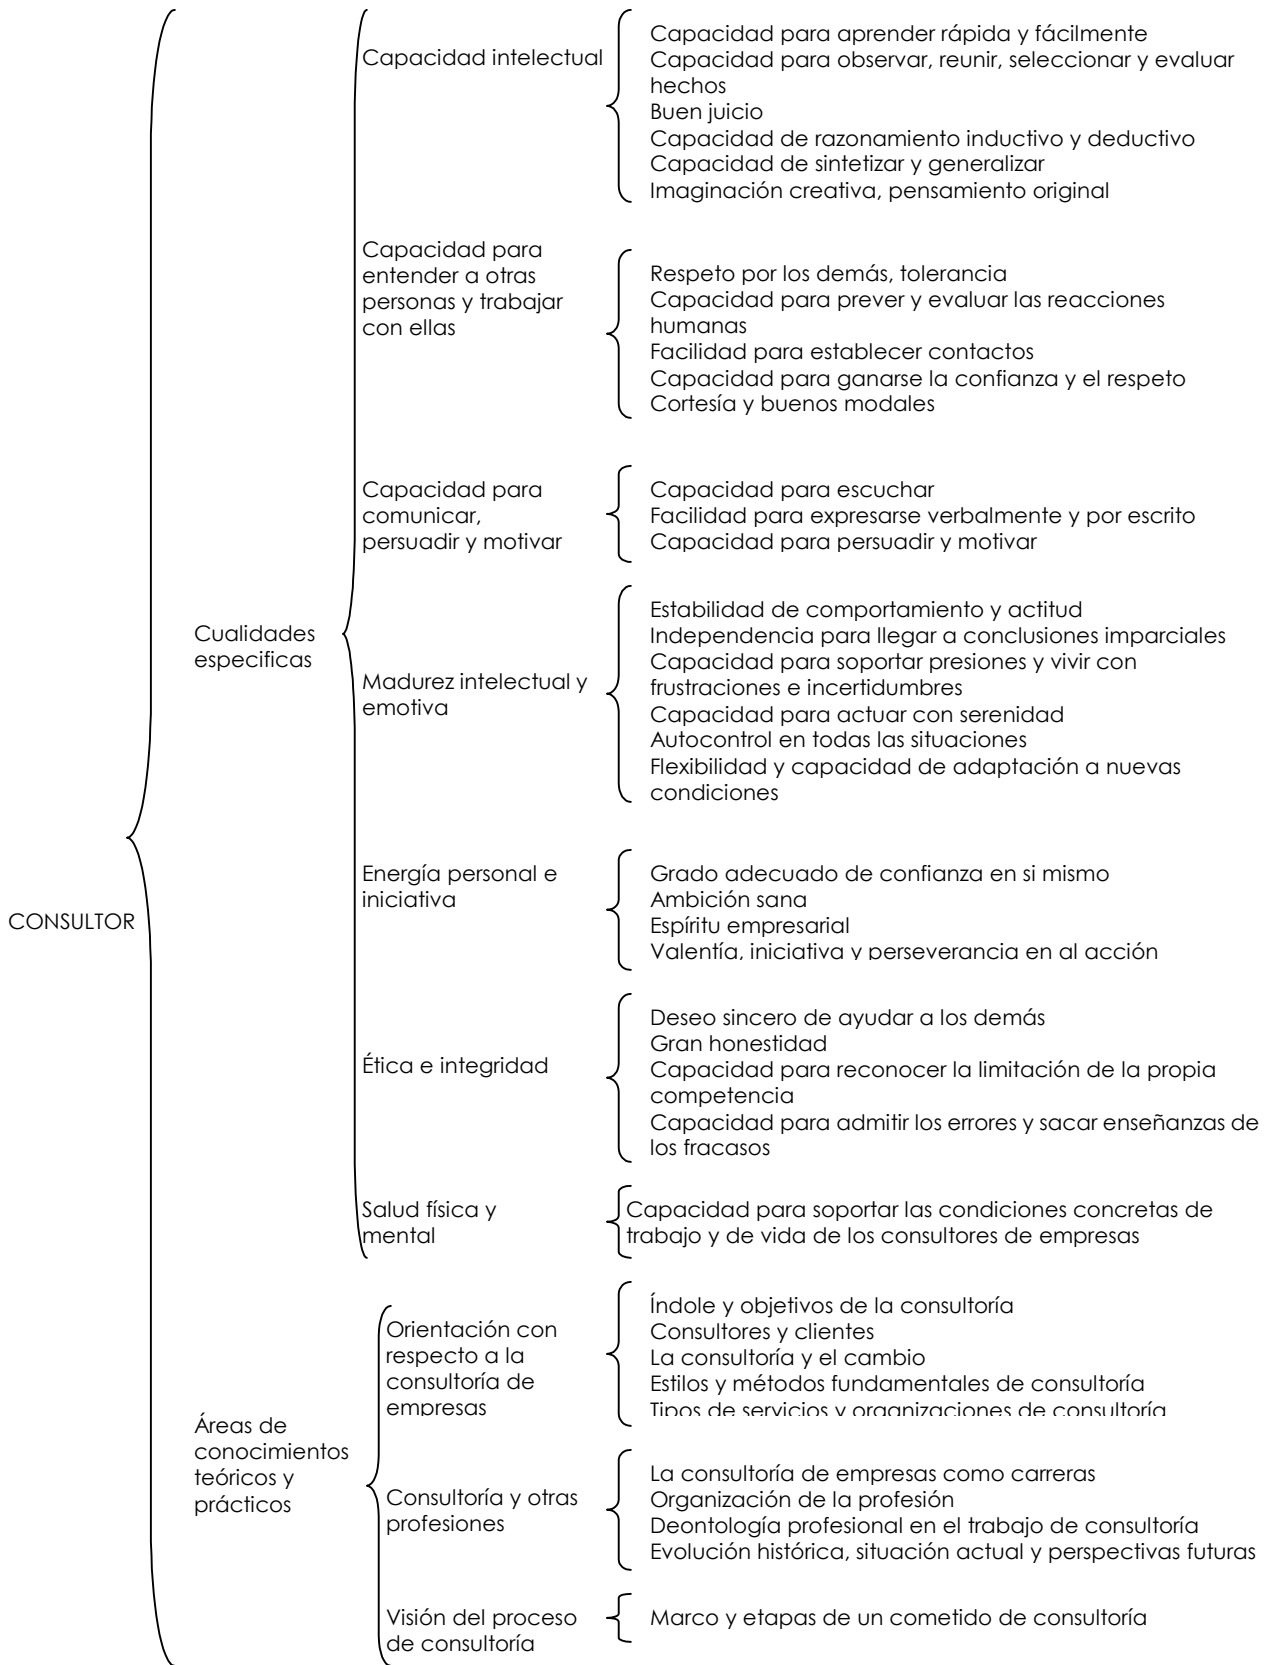 CONSULTOR
Cualidades
especificas
Capacidad intelectual
Capacidad para aprender rápida y fácilmente
Capacidad para observar, reunir, seleccionar y evaluar
hechos
Buen juicio
Capacidad de razonamiento inductivo y deductivo
Capacidad de sintetizar y generalizar
Imaginación creativa, pensamiento original
Capacidad para
entender a otras
personas y trabajar
con ellas
Respeto por los demás, tolerancia
Capacidad para prever y evaluar las reacciones
humanas
Facilidad para establecer contactos
Capacidad para ganarse la confianza y el respeto
Cortesía y buenos modales
Capacidad para
comunicar,
persuadir y motivar
Capacidad para escuchar
Facilidad para expresarse verbalmente y por escrito
Capacidad para persuadir y motivar
Madurez intelectual y
emotiva
Estabilidad de comportamiento y actitud
Independencia para llegar a conclusiones imparciales
Capacidad para soportar presiones y vivir con
frustraciones e incertidumbres
Capacidad para actuar con serenidad
Autocontrol en todas las situaciones
Flexibilidad y capacidad de adaptación a nuevas
condiciones
Energía personal e
iniciativa
Grado adecuado de confianza en si mismo
Ambición sana
Espíritu empresarial
Valentía, iniciativa y perseverancia en al acción
Ética e integridad
Deseo sincero de ayudar a los demás
Gran honestidad
Capacidad para reconocer la limitación de la propia
competencia
Capacidad para admitir los errores y sacar enseñanzas de
los fracasos
Salud física y
mental
Capacidad para soportar las condiciones concretas de
trabajo y de vida de los consultores de empresas
Áreas de
conocimientos
teóricos y
prácticos
Orientación con
respecto a la
consultoría de
empresas
Índole y objetivos de la consultoría
Consultores y clientes
La consultoría y el cambio
Estilos y métodos fundamentales de consultoría
Tipos de servicios y organizaciones de consultoría
Consultoría y otras
profesiones
La consultoría de empresas como carreras
Organización de la profesión
Deontología profesional en el trabajo de consultoría
Evolución histórica, situación actual y perspectivas futuras
Visión del proceso
de consultoría
Marco y etapas de un cometido de consultoría